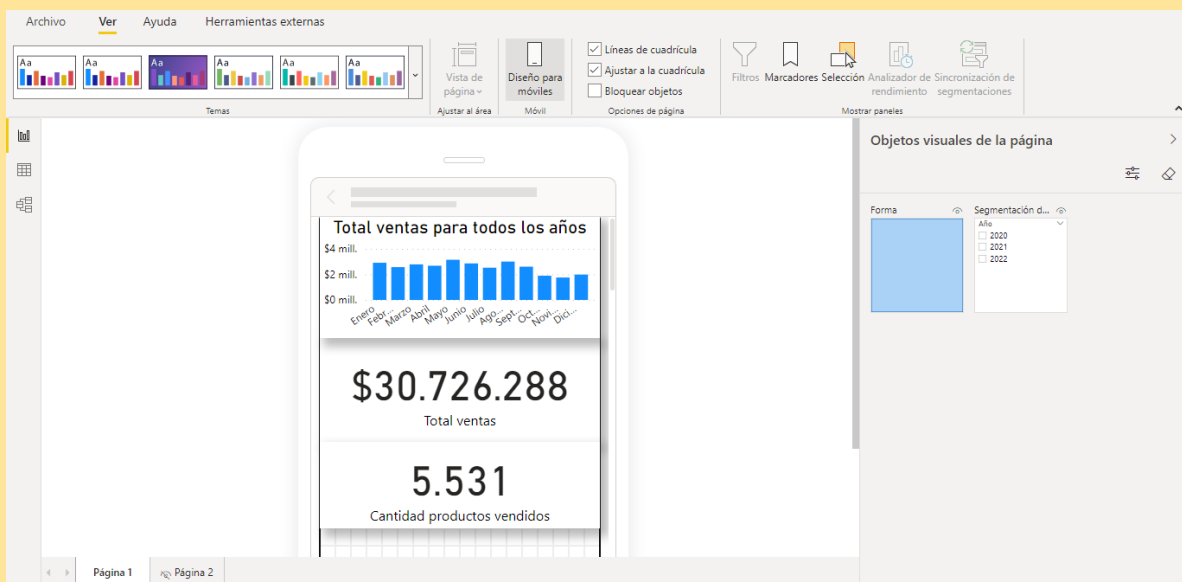 Archivo Ver Ayuda Herramientas externas
Aa Aa Aa Aa Aa Aa
Temas
Vista de página
Ajustar al área
Diseño para móviles
Móvil
Líneas de cuadrícula
Ajustar a la cuadrícula
Bloquear objetos
Opciones de página
Filtros Marcadores Selección Analizador de rendimiento Sincronización de segmentaciones
Mostrar paneles
Total ventas para todos los años
$4 mill.
$2 mill.
$0 mill.
Enero Febr... Marzo Abril Mayo Junio Julio Ago... Sept... Oct... Novi... Dici...
$30.726.288
Total ventas
5.531
Cantidad productos vendidos
Objetos visuales de la página
Forma
Segmentación d...
Año
2020
2021
2022
Página 1 Página 2